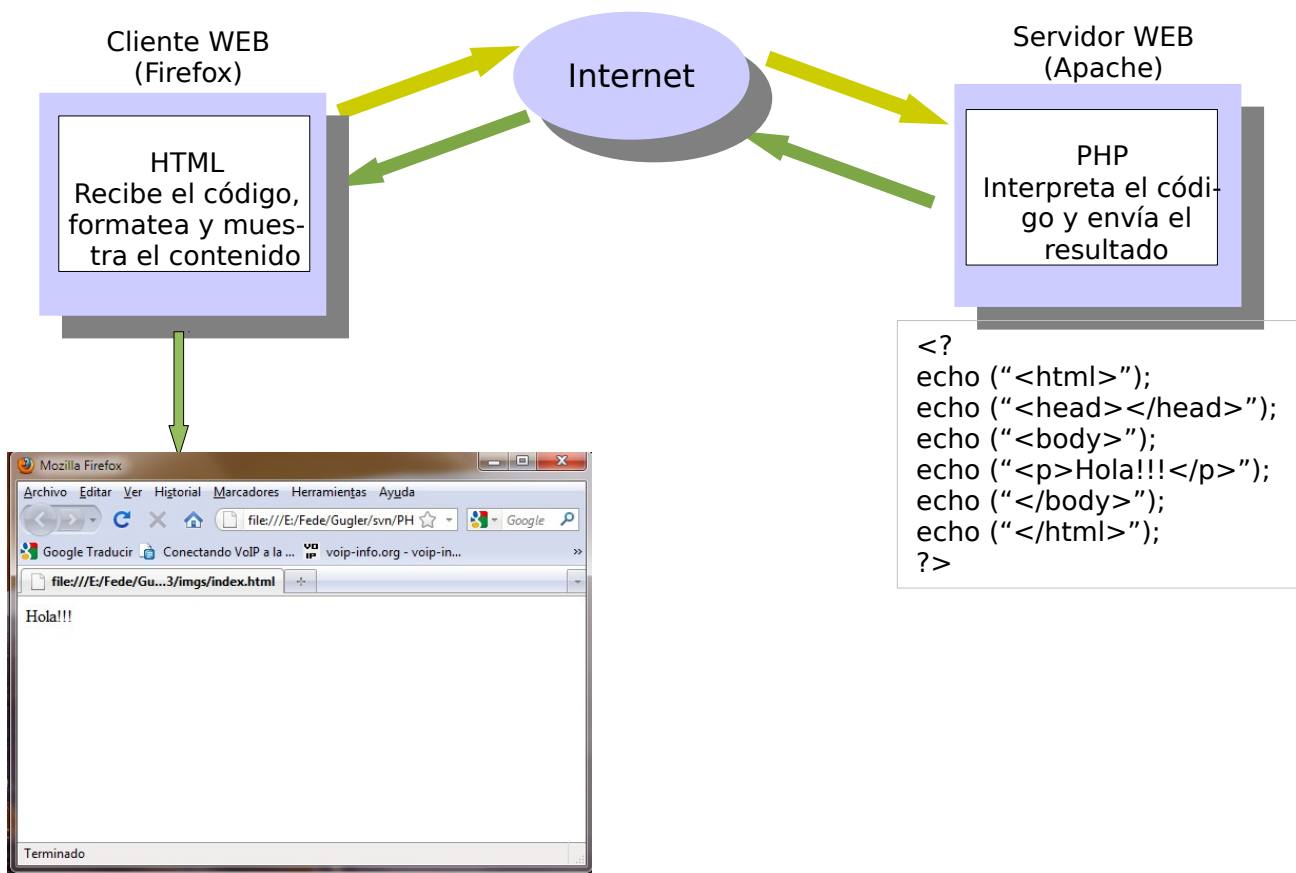 Cliente WEB
(Firefox)
Internet
Servidor WEB
(Apache)
HTML
Recibe el código,
formatea y mues-
tra el contenido
PHP
Interpreta el códi-
go y envía el
resultado
<?
echo (“<html>”);
echo (“<head></head>”);
echo (“<body>”);
echo (“<p>Hola!!!</p>”);
echo (“</body>”);
echo (“</html>”);
?>
Mozilla Firefox
Archivo Editar Ver Historial Marcadores Herramientas Ayuda
file:///E:/Fede/Gugler/svn/PH Google
Google Traducir Conectando VoIP a la ... VO IP voip-info.org - voip-in... »
file:///E:/Fede/Gu...3/imgs/index.html
Hola!!!
Terminado